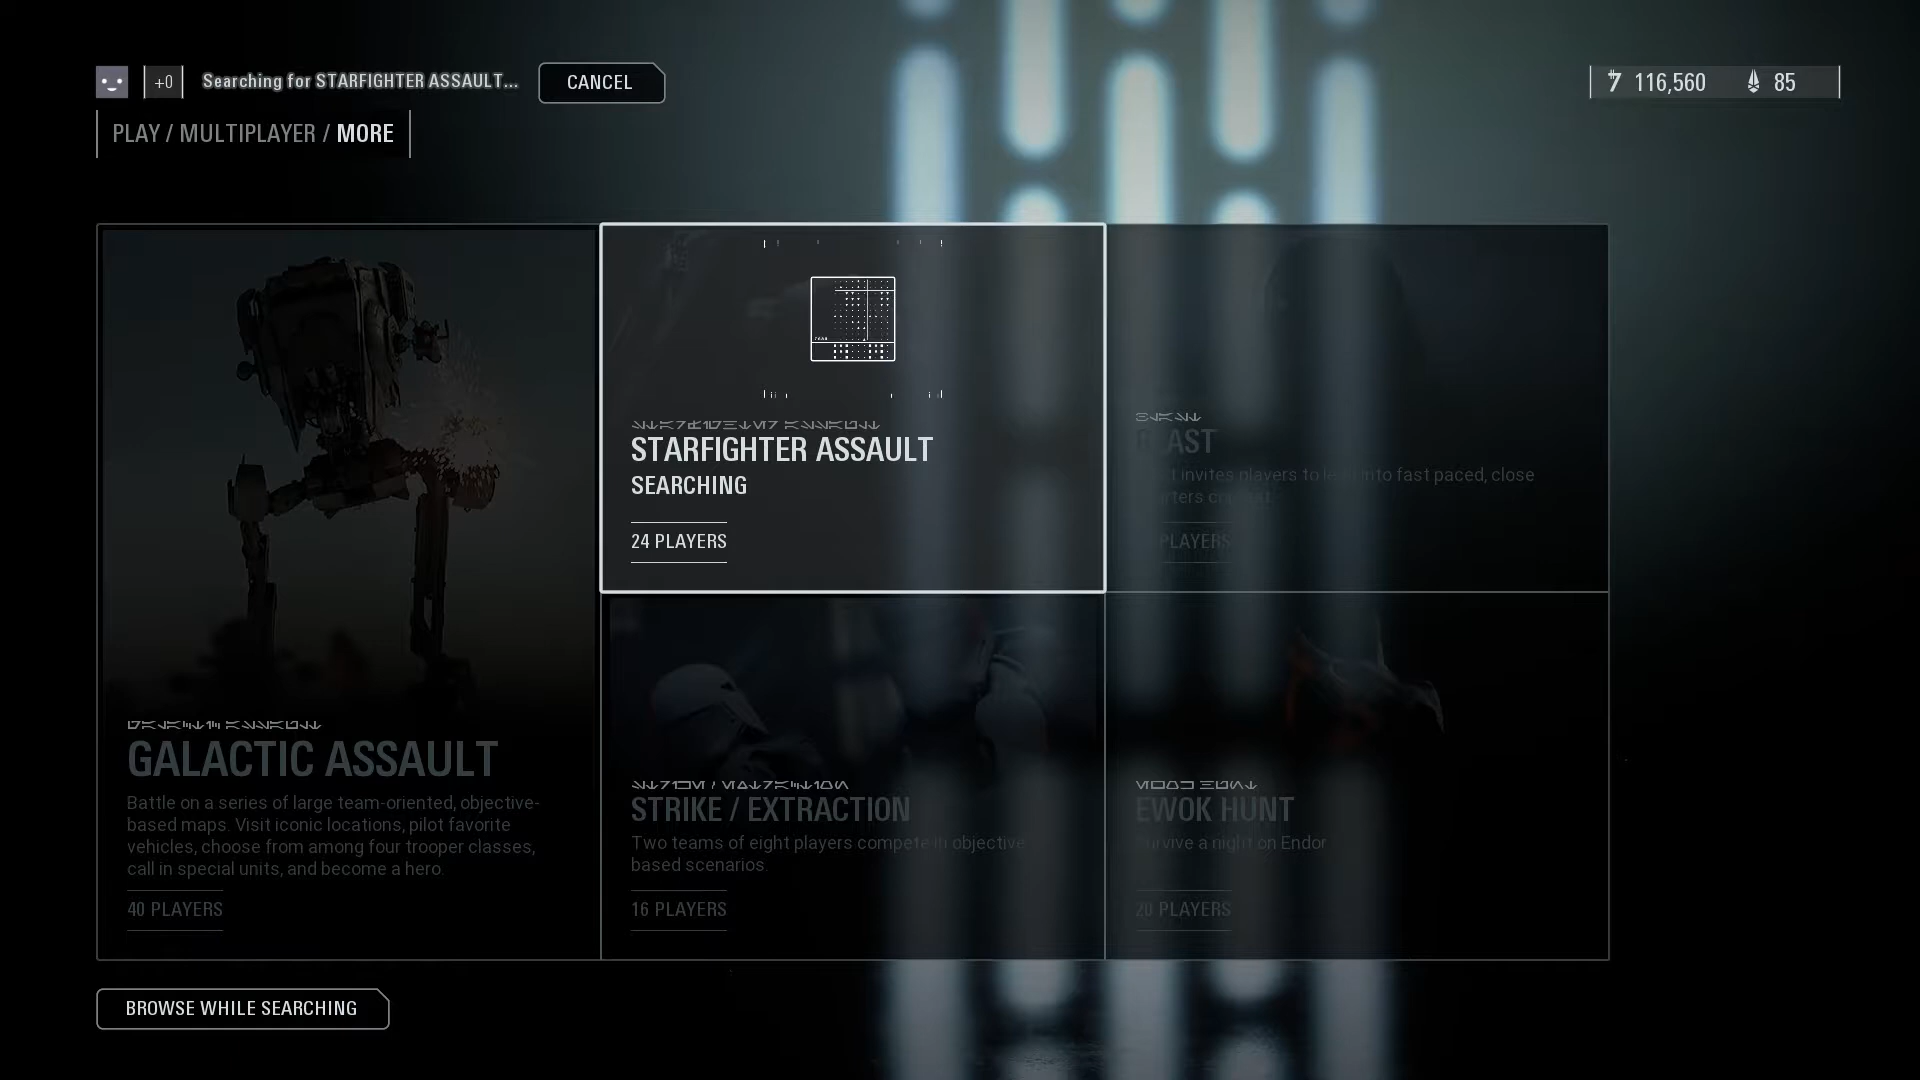 +0
Searching for STARFIGHTER ASSAULT...
CANCEL
116,560
85
PLAY / MULTIPLAYER / MORE
STARFIGHTER ASSAULT
SEARCHING
24 PLAYERS
AST
invites players to into fast paced, close
PLAYERS
GALACTIC ASSAULT
Battle on a series of large team-oriented, objective-
based maps. Visit iconic locations, pilot favorite
vehicles, choose from among four trooper classes,
call in special units, and become a hero.
40 PLAYERS
STRIKE / EXTRACTION
Two teams of eight players compete in objective
based scenarios.
16 PLAYERS
EWOK HUNT
Survive a night on Endor
20 PLAYERS
BROWSE WHILE SEARCHING